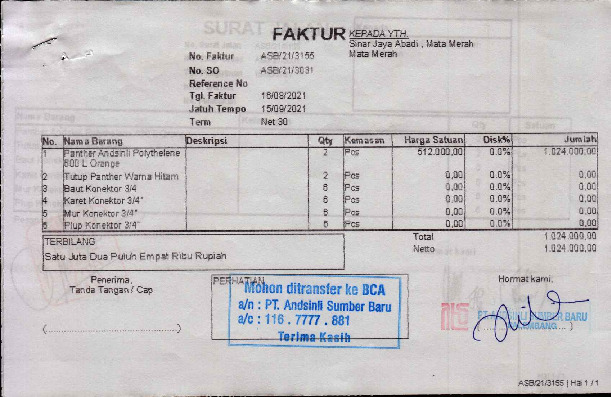 FAKTUR
KEPADA YTH.
Sinar Jaya Abadi , Mata Merah
Mata Merah
No. Faktur ASB/21/3155
No. SO ASB/21/3031
Reference No
Tgl. Faktur 16/08/2021
Jatuh Tempo 15/09/2021
Term Net 30
No. Nama Barang Deskripsi Qty Kemasan Harga Satuan Disk% Jumlah
1 Panther Andsinli Polythelene 2 Pcs 512.000,00 0.0% 1.024.000,00
600 L Orange
2 Tutup Panther Warna Hitam 2 Pcs 0,00 0.0% 0,00
3 Baut Konektor 3/4 6 Pcs 0,00 0.0% 0,00
4 Karet Konektor 3/4" 6 Pcs 0,00 0.0% 0,00
5 Mur Konektor 3/4" 6 Pcs 0,00 0.0% 0,00
6 Plup Konektor 3/4" 6 Pcs 0,00 0.0% 0,00
Total 1.024.000,00
Netto 1.024.000,00
TERBILANG
Satu Juta Dua Puluh Empat Ribu Rupiah
Penerima,
Tanda Tangan / Cap
PERHATIAN
Mohon ditransfer ke BCA
a/n : PT. Andsinli Sumber Baru
a/c : 116 . 7777 . 881
Terima Kasih
Hormat kami,
SUMBER BARU
ASB/21/3155 | Hal 1 / 1